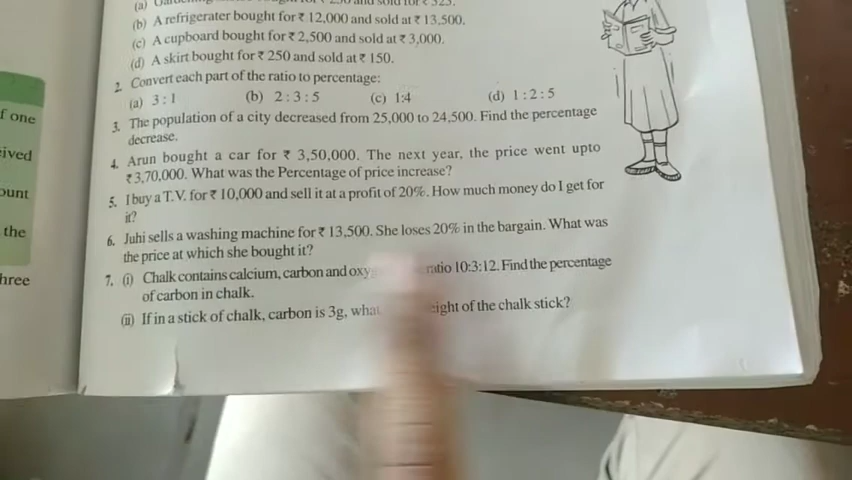 (a)
(b) A refrigerater bought for ₹ 12,000 and sold at ₹ 13,500.
(c) A cupboard bought for ₹ 2,500 and sold at ₹ 3,000.
(d) A skirt bought for ₹ 250 and sold at ₹ 150.
2. Convert each part of the ratio to percentage:
(a) 3 : 1 (b) 2 : 3 : 5 (c) 1:4 (d) 1 : 2 : 5
3. The population of a city decreased from 25,000 to 24,500. Find the percentage
decrease.
4. Arun bought a car for ₹ 3,50,000. The next year, the price went upto
₹ 3,70,000. What was the Percentage of price increase?
5. I buy a T.V. for ₹ 10,000 and sell it at a profit of 20%. How much money do I get for
it?
6. Juhi sells a washing machine for ₹ 13,500. She loses 20% in the bargain. What was
the price at which she bought it?
7. (i) Chalk contains calcium, carbon and ratio 10:3:12. Find the percentage
of carbon in chalk.
(ii) If in a stick of chalk, carbon is 3g, of the chalk stick?
f one
the